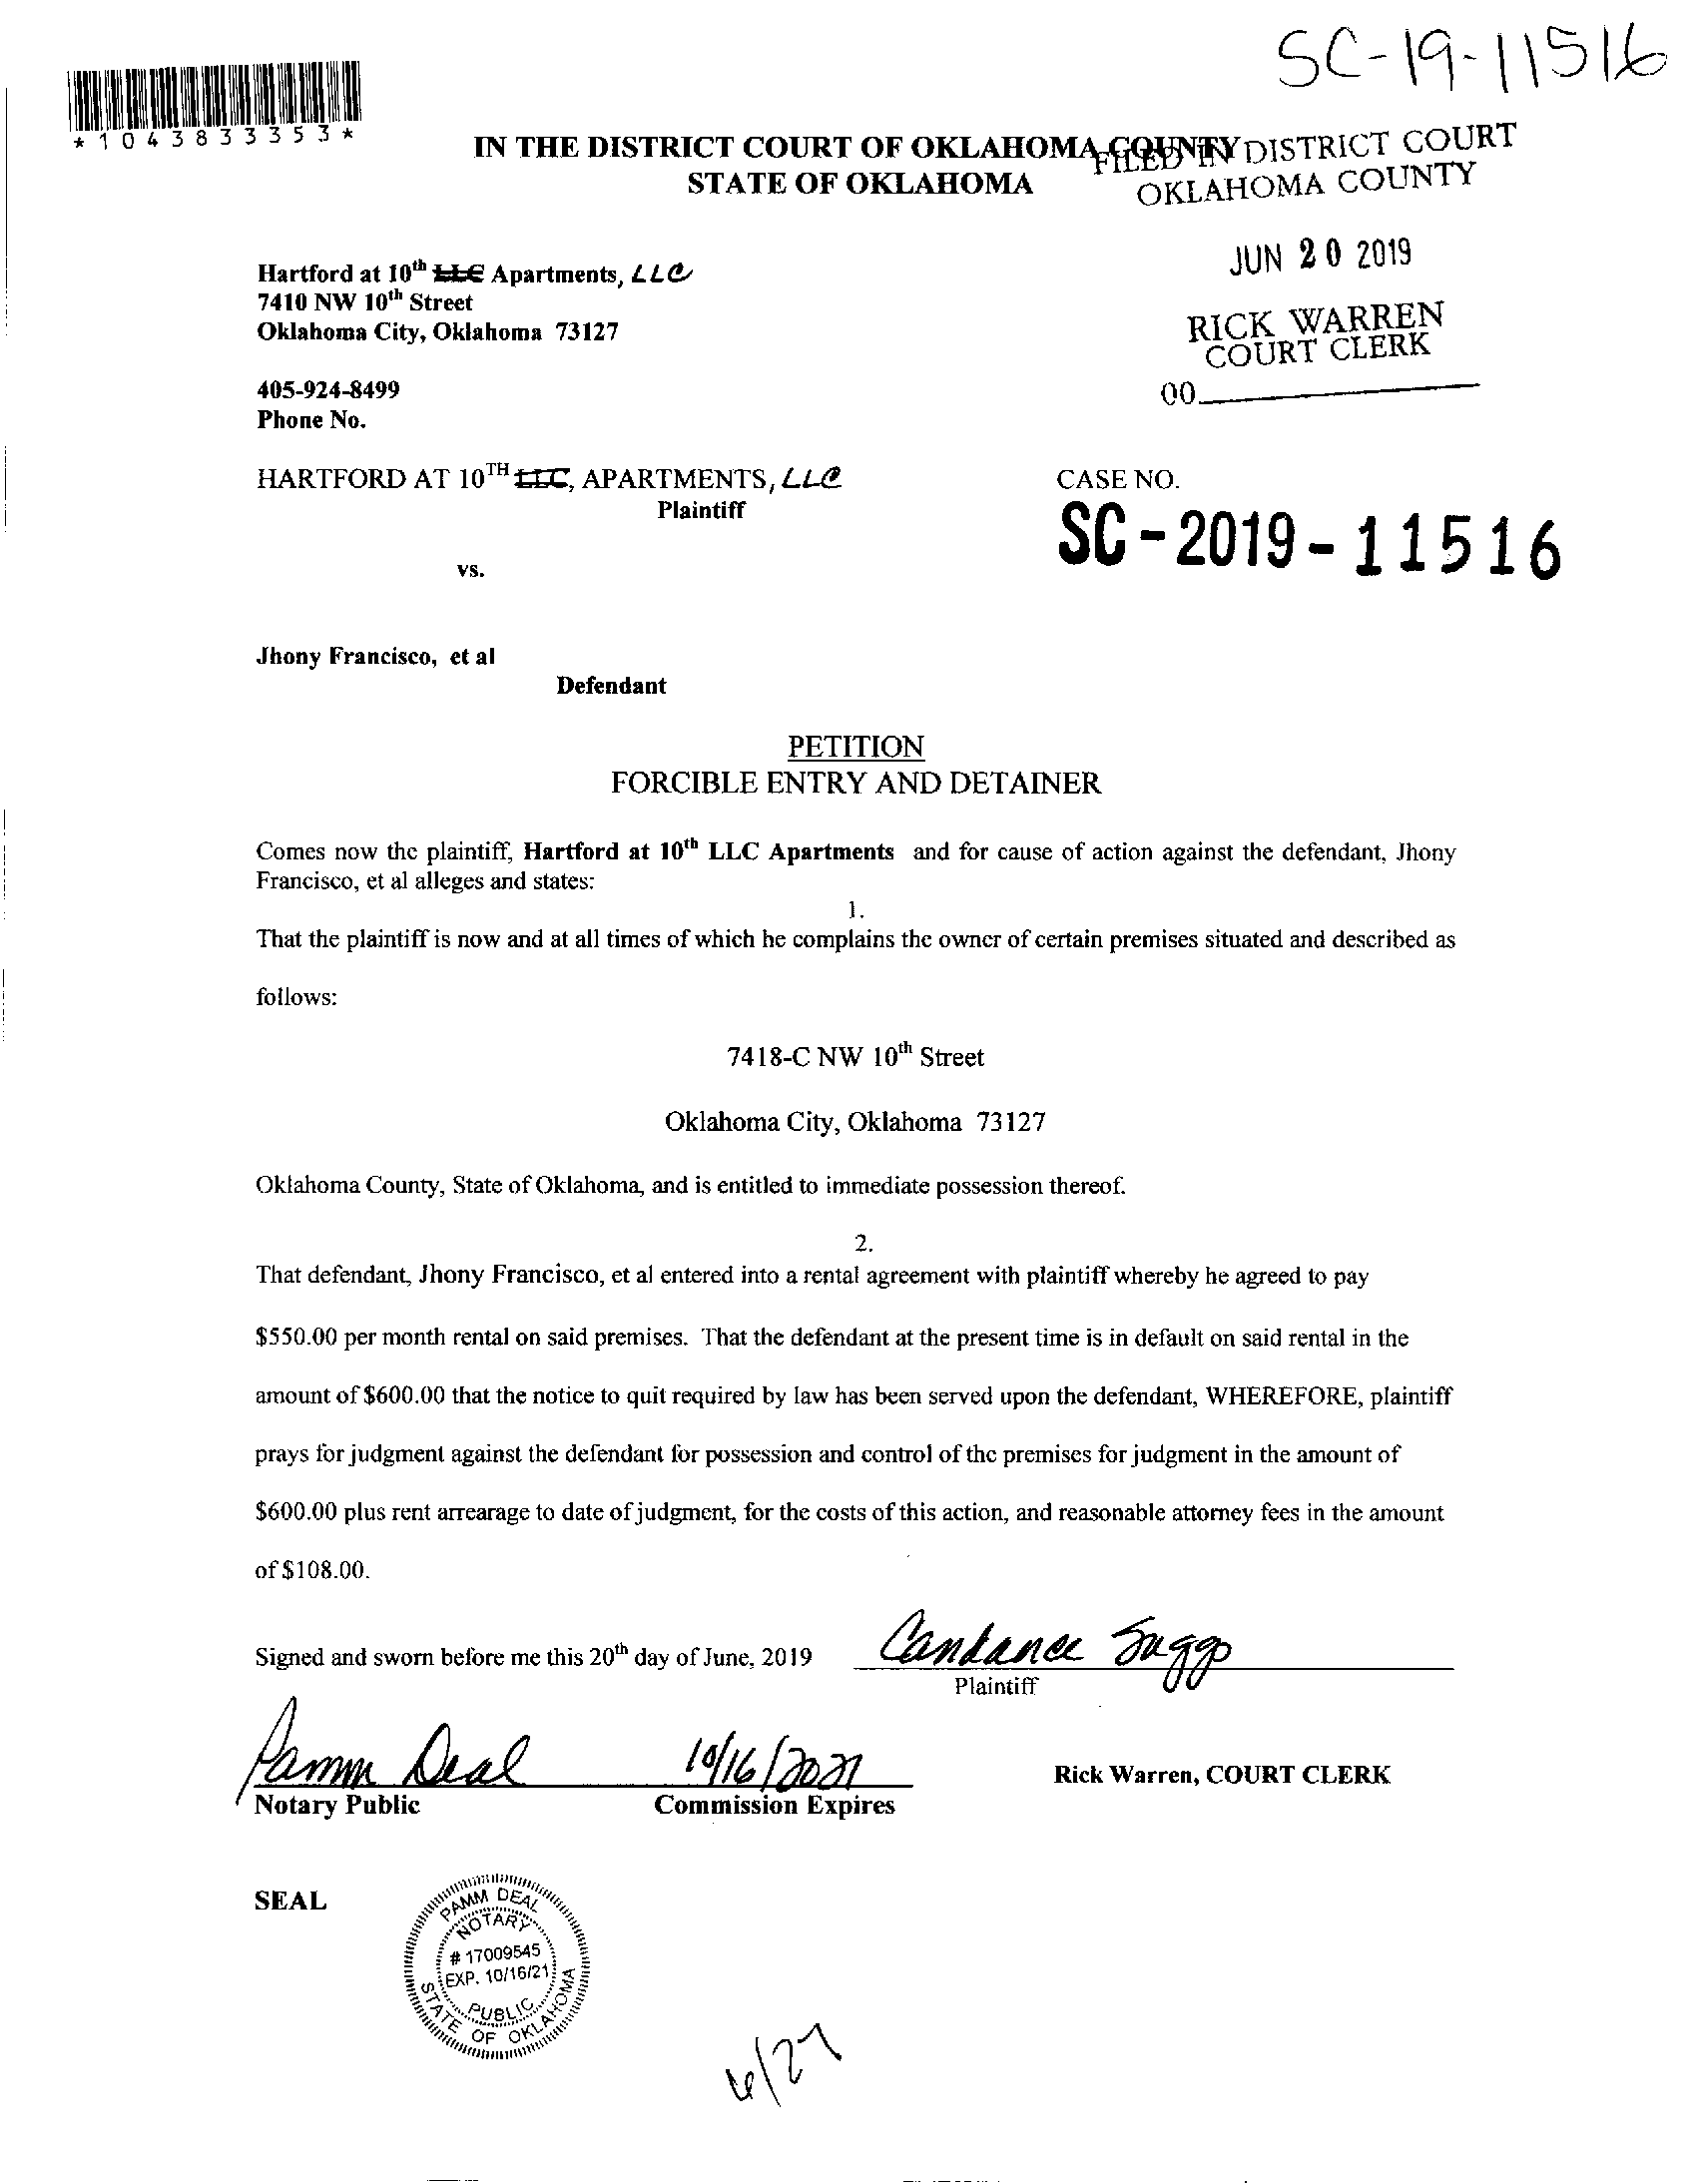 SC-19-11516
*1043833353*
IN THE DISTRICT COURT OF OKLAHOMA COUNTY
STATE OF OKLAHOMA
FILED IN DISTRICT COURT
OKLAHOMA COUNTY
JUN 20 2019
RICK WARREN
COURT CLERK
00
Hartford at 10th LLC Apartments, LLC
7410 NW 10th Street
Oklahoma City, Oklahoma 73127
405-924-8499
Phone No.
HARTFORD AT 10TH LLC, APARTMENTS, LLC
Plaintiff
CASE NO.
SC-2019-11516
vs.
Jhony Francisco, et al
Defendant
PETITION
FORCIBLE ENTRY AND DETAINER
Comes now the plaintiff, Hartford at 10th LLC Apartments and for cause of action against the defendant, Jhony
Francisco, et al alleges and states:
1.
That the plaintiff is now and at all times of which he complains the owner of certain premises situated and described as
follows:
7418-C NW 10th Street
Oklahoma City, Oklahoma 73127
Oklahoma County, State of Oklahoma, and is entitled to immediate possession thereof.
2.
That defendant, Jhony Francisco, et al entered into a rental agreement with plaintiff whereby he agreed to pay
$550.00 per month rental on said premises. That the defendant at the present time is in default on said rental in the
amount of $600.00 that the notice to quit required by law has been served upon the defendant, WHEREFORE, plaintiff
prays for judgment against the defendant for possession and control of the premises for judgment in the amount of
$600.00 plus rent arrearage to date of judgment, for the costs of this action, and reasonable attorney fees in the amount
of $108.00.
Signed and sworn before me this 20th day of June, 2019
Candance Suggs
Plaintiff
Pamm Deal
10/16/2021
Notary Public
Commission Expires
Rick Warren, COURT CLERK
SEAL
PAMM DEAL
NOTARY
# 17009545
EXP. 10/16/21
PUBLIC
STATE OF OKLAHOMA
6/27